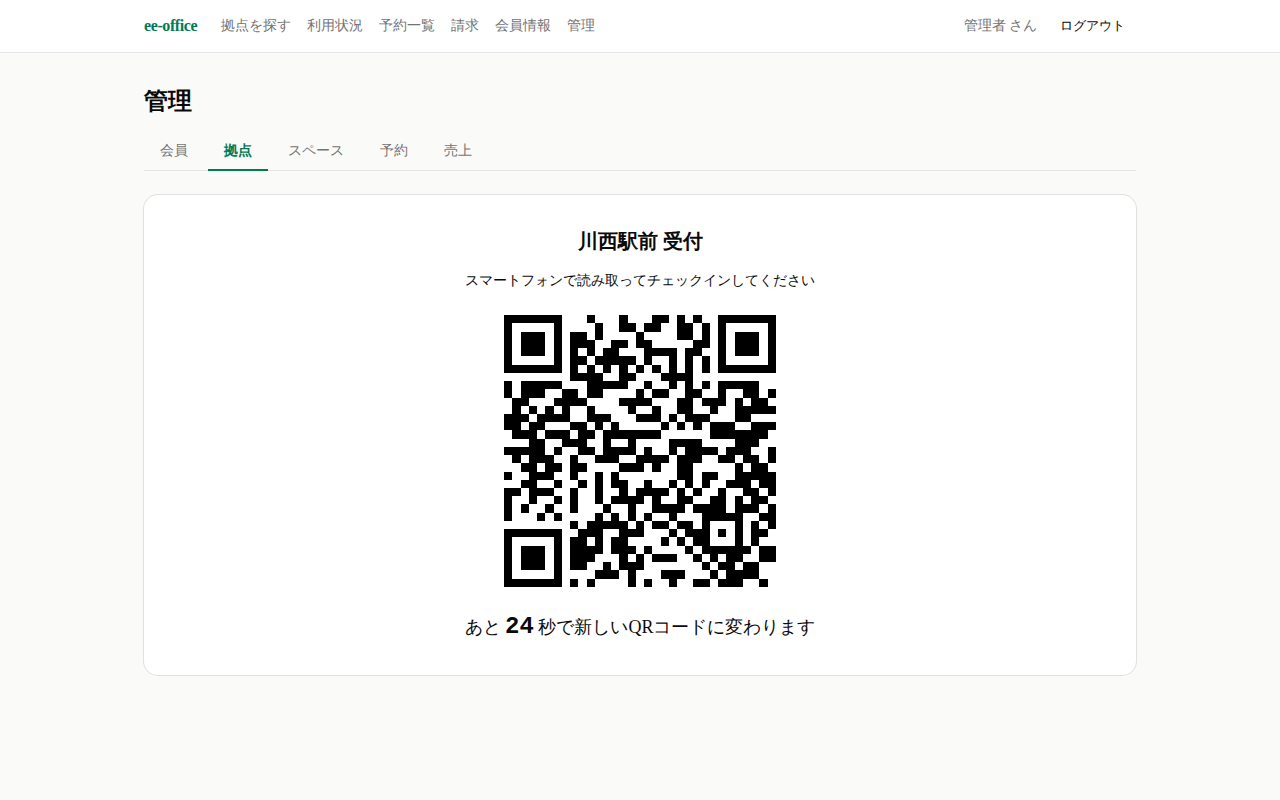 ee-office 拠点を探す 利用状況 予約一覧 請求 会員情報 管理 管理者 さん ログアウト
管理
会員 拠点 スペース 予約 売上
川西駅前 受付
スマートフォンで読み取ってチェックインしてください
あと 24 秒で新しいQRコードに変わります